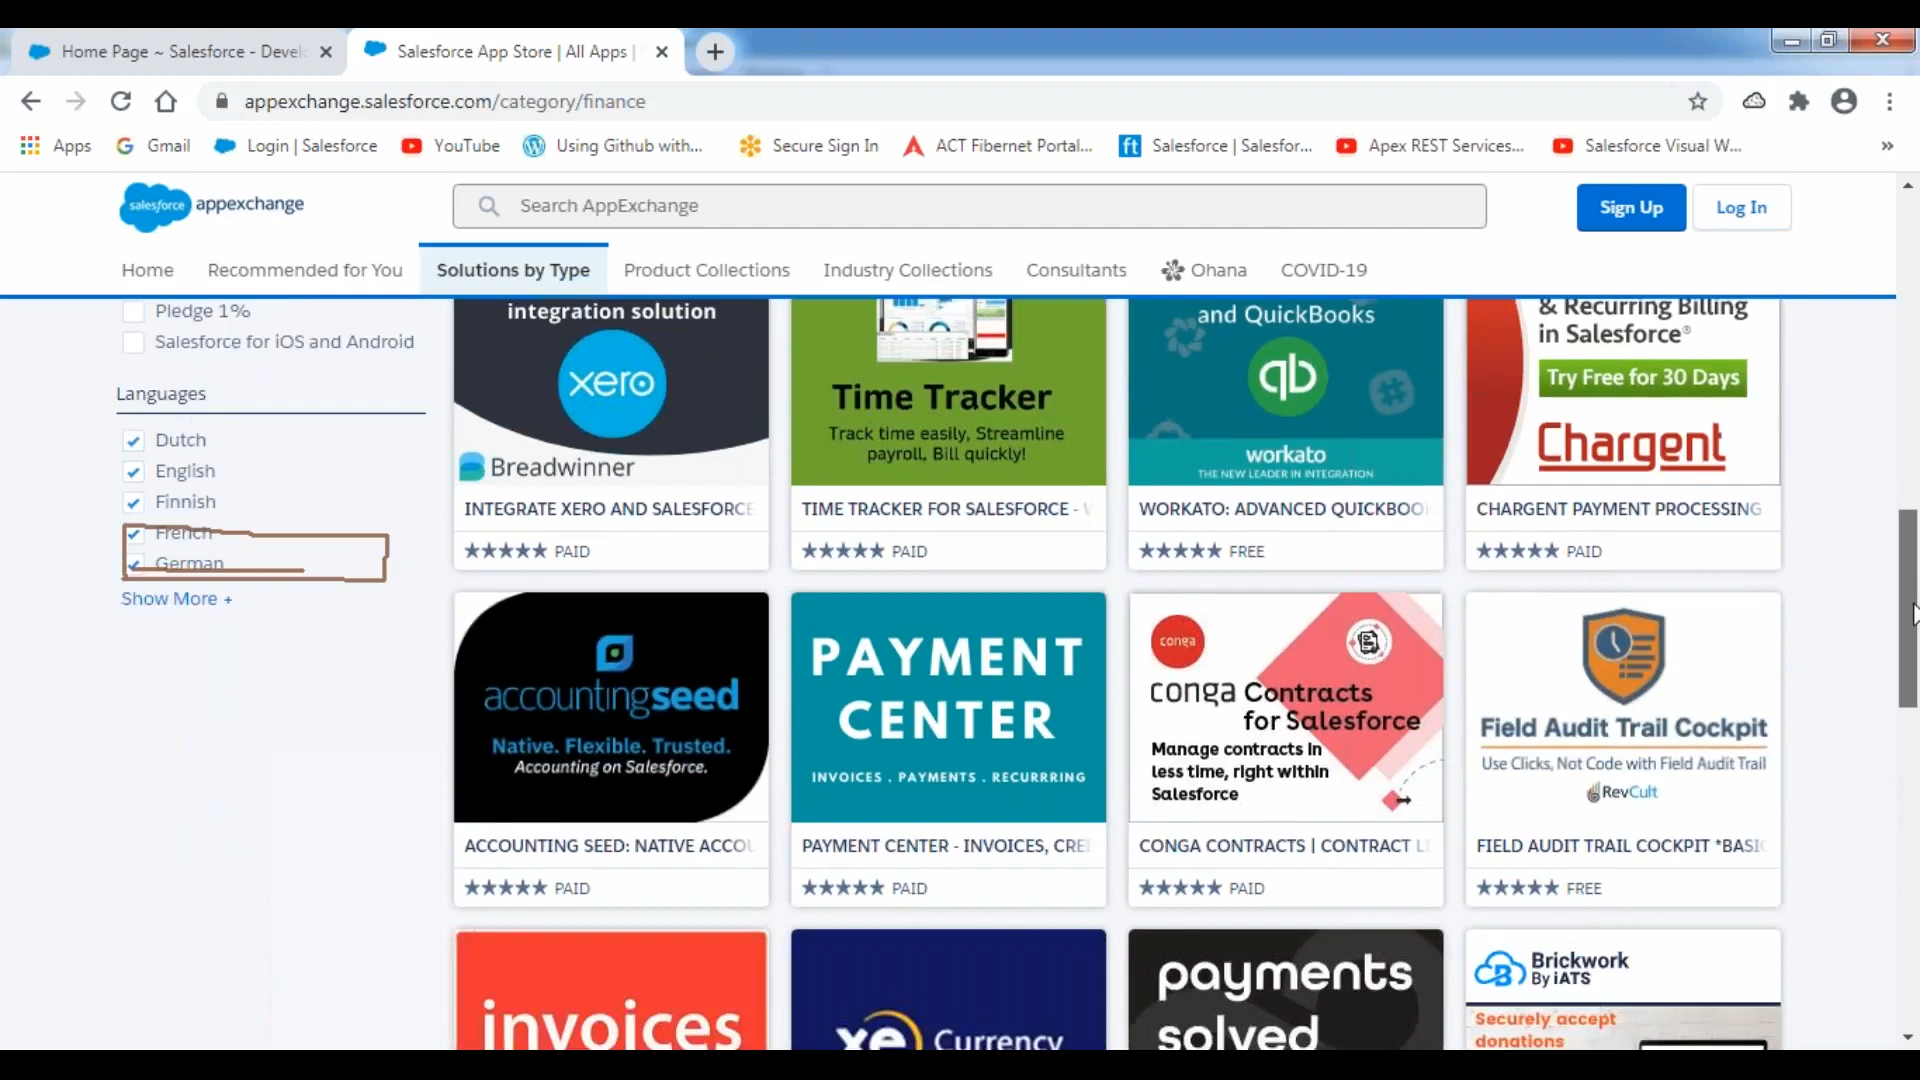 Home Page ~ Salesforce - Devel
Salesforce App Store | All Apps |
appexchange.salesforce.com/category/finance
Apps
Gmail
Login | Salesforce
YouTube
Using Github with...
Secure Sign In
ACT Fibernet Portal...
ft
Salesforce | Salesfor...
Apex REST Services...
Salesforce Visual W...
»
salesforce appexchange
Search AppExchange
Sign Up
Log In
Home
Recommended for You
Solutions by Type
Product Collections
Industry Collections
Consultants
Ohana
COVID-19
Pledge 1%
Salesforce for iOS and Android
Languages
Dutch
English
Finnish
French
German
Show More +
integration solution
xero
Breadwinner
INTEGRATE XERO AND SALESFORCE
★★★★★ PAID
Time Tracker
Track time easily, Streamline
payroll, Bill quickly!
TIME TRACKER FOR SALESFORCE -
★★★★★ PAID
and QuickBooks
qb
workato
THE NEW LEADER IN INTEGRATION
WORKATO: ADVANCED QUICKBOO
★★★★★ FREE
& Recurring Billing
in Salesforce®
Try Free for 30 Days
Chargent
CHARGENT PAYMENT PROCESSING
★★★★★ PAID
accountingseed
Native. Flexible. Trusted.
Accounting on Salesforce.
ACCOUNTING SEED: NATIVE ACCOU
★★★★★ PAID
PAYMENT
CENTER
INVOICES . PAYMENTS . RECURRRING
PAYMENT CENTER - INVOICES, CRE
★★★★★ PAID
conga
conga Contracts
for Salesforce
Manage contracts in
less time, right within
Salesforce
CONGA CONTRACTS | CONTRACT LI
★★★★★ PAID
Field Audit Trail Cockpit
Use Clicks, Not Code with Field Audit Trail
RevCult
FIELD AUDIT TRAIL COCKPIT *BASIC
★★★★★ FREE
invoices
xe Currency
payments
solved
Brickwork
By iATS
Securely accept
donations